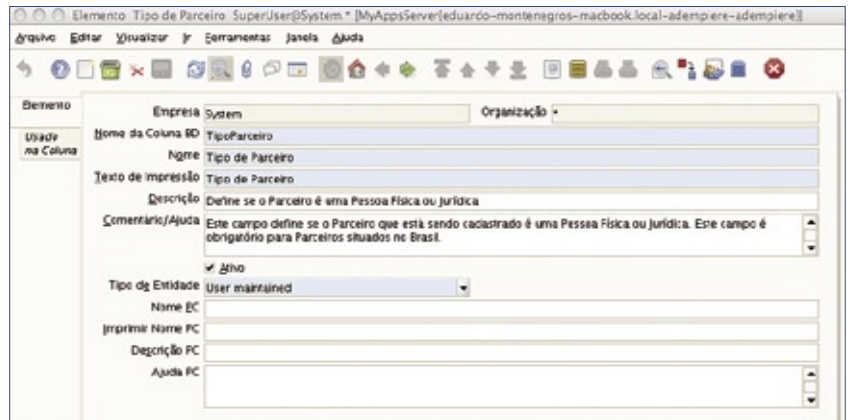 Elemento Tipo de Parceiro SuperUser@System.* [MyAppsServer{eduardo-montenegros-macbook.local-adempiere-adempiere}]
Arquivo Editar Visualizar Ir Ferramentas Janela Ajuda
Elemento
Usado na Coluna
Empresa System Organização *
Nome da Coluna BD TipoParceiro
Nome Tipo de Parceiro
Texto de Impressão Tipo de Parceiro
Descrição Define se o Parceiro é uma Pessoa Física ou Jurídica
Comentário/Ajuda Este campo define se o Parceiro que está sendo cadastrado é uma Pessoa Física ou Jurídica. Este campo é
obrigatório para Parceiros situados no Brasil.
Ativo
Tipo de Entidade User maintained
Nome PC
Imprimir Nome PC
Descrição PC
Ajuda PC